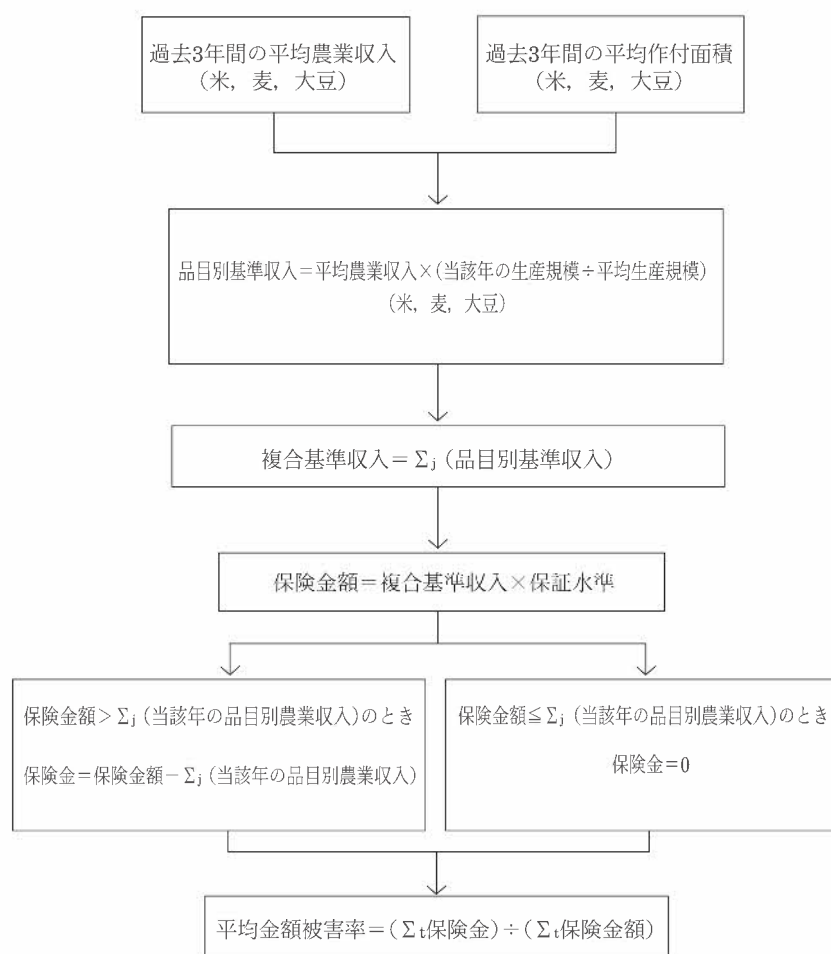 過去3年間の平均農業収入
(米，麦，大豆)
過去3年間の平均作付面積
(米，麦，大豆)
品目別基準収入＝平均農業収入×(当該年の生産規模÷平均生産規模)
(米，麦，大豆)
複合基準収入＝Σj (品目別基準収入)
保険金額＝複合基準収入×保証水準
保険金額＞Σj (当該年の品目別農業収入)のとき
保険金＝保険金額－Σj (当該年の品目別農業収入)
保険金額≦Σj (当該年の品目別農業収入)のとき
保険金＝0
平均金額被害率＝(Σt保険金)÷(Σt保険金額)